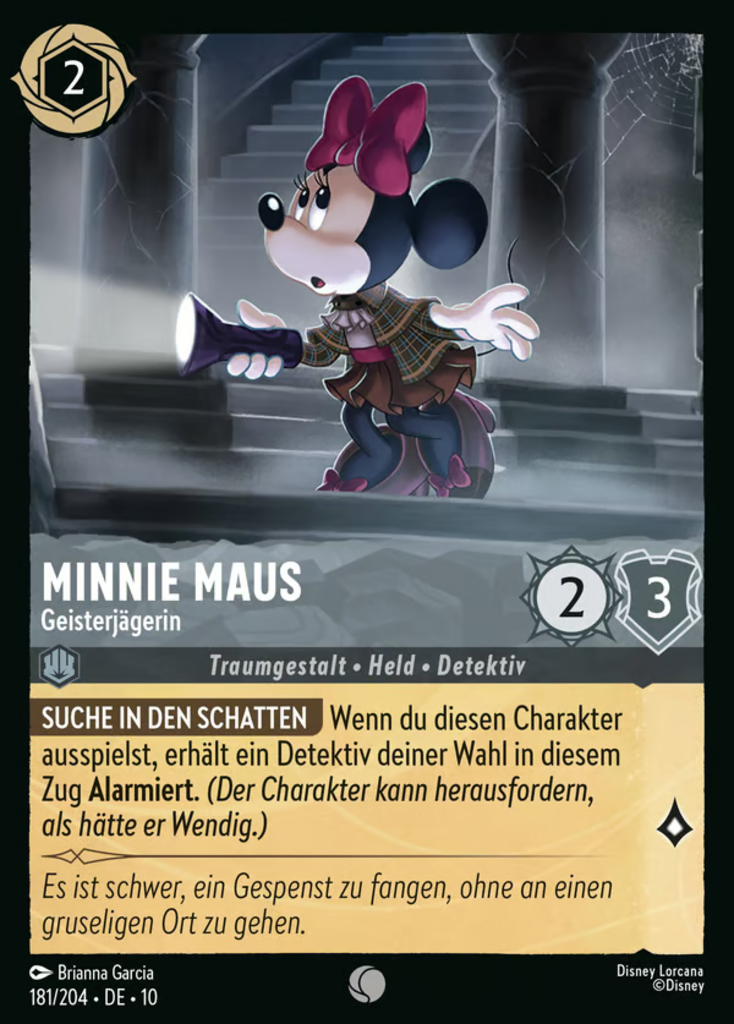 2
MINNIE MAUS
Geisterjägerin
2
3
Traumgestalt • Held • Detektiv
SUCHE IN DEN SCHATTEN Wenn du diesen Charakter
ausspielst, erhält ein Detektiv deiner Wahl in diesem
Zug Alarmiert. (Der Charakter kann herausfordern,
als hätte er Wendig.)
Es ist schwer, ein Gespenst zu fangen, ohne an einen
gruseligen Ort zu gehen.
Brianna Garcia
181/204 • DE • 10
Disney Lorcana
©Disney